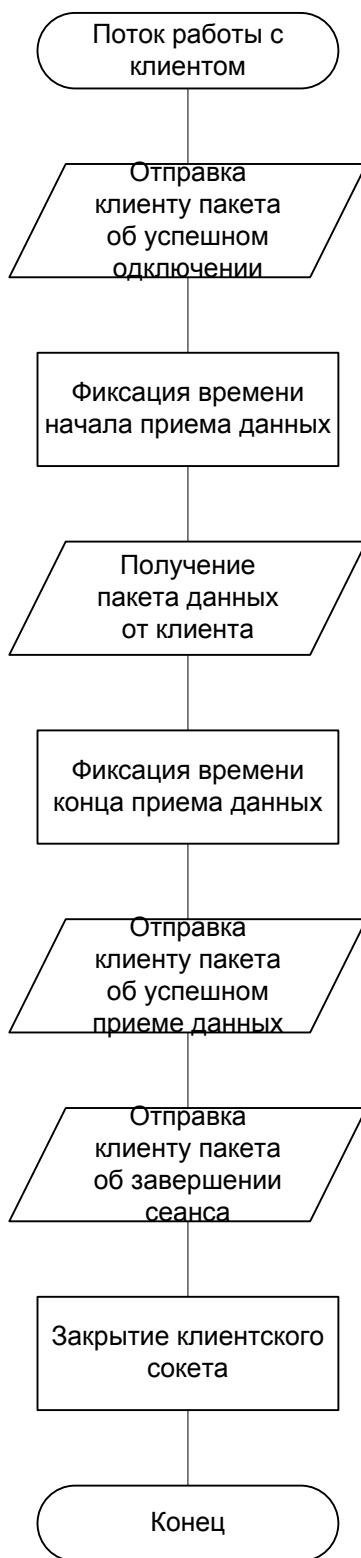 Поток работы с
клиентом
Отправка
клиенту пакета
об успешном
одключении
Фиксация времени
начала приема данных
Получение
пакета данных
от клиента
Фиксация времени
конца приема данных
Отправка
клиенту пакета
об успешном
приеме данных
Отправка
клиенту пакета
об завершении
сеанса
Закрытие клиентского
сокета
Конец